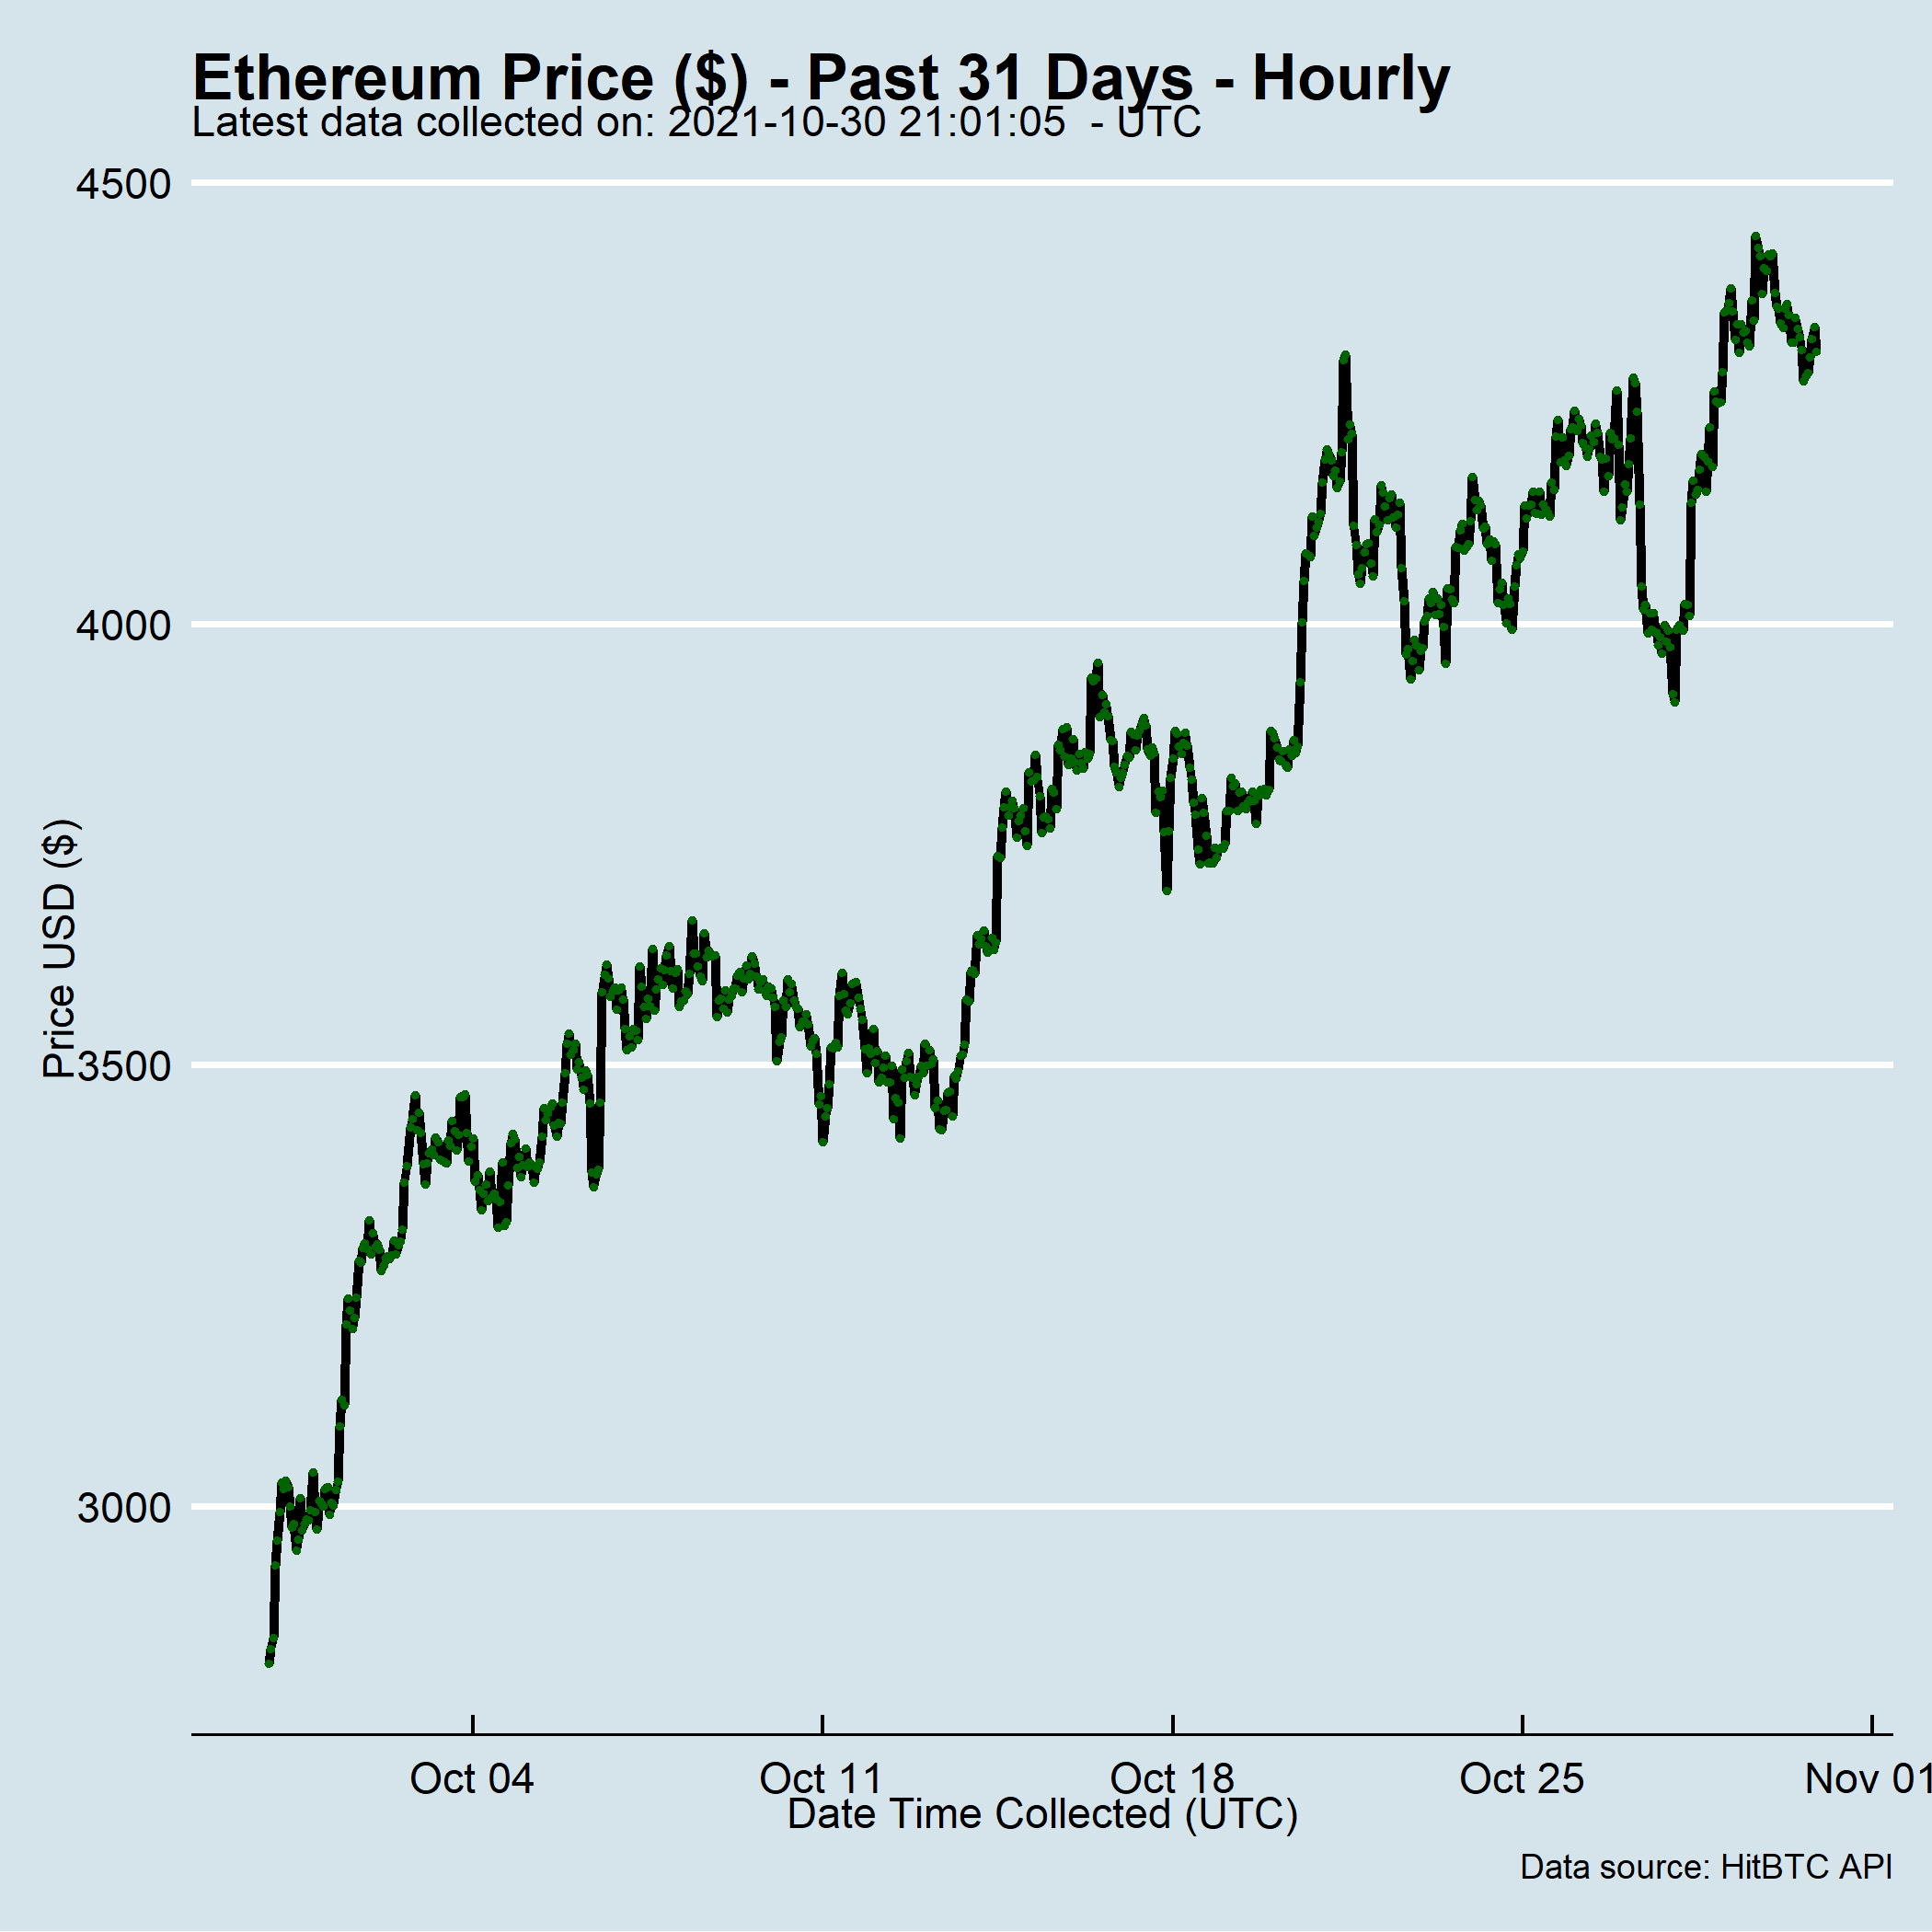 Ethereum Price ($) - Past 31 Days - Hourly
Latest data collected on: 2021-10-30 21:01:05  - UTC
4500
4000
3500
3000
Price USD ($)
Oct 04
Oct 11
Oct 18
Oct 25
Nov 01
Date Time Collected (UTC)
Data source: HitBTC API